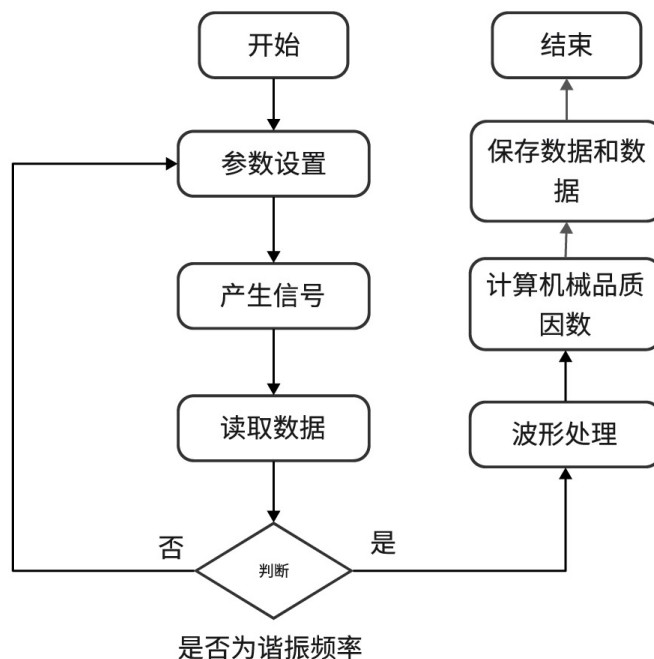 开始
参数设置
产生信号
读取数据
判断
否
是
是否为谐振频率
波形处理
计算机械品质
因数
保存数据和数
据
结束